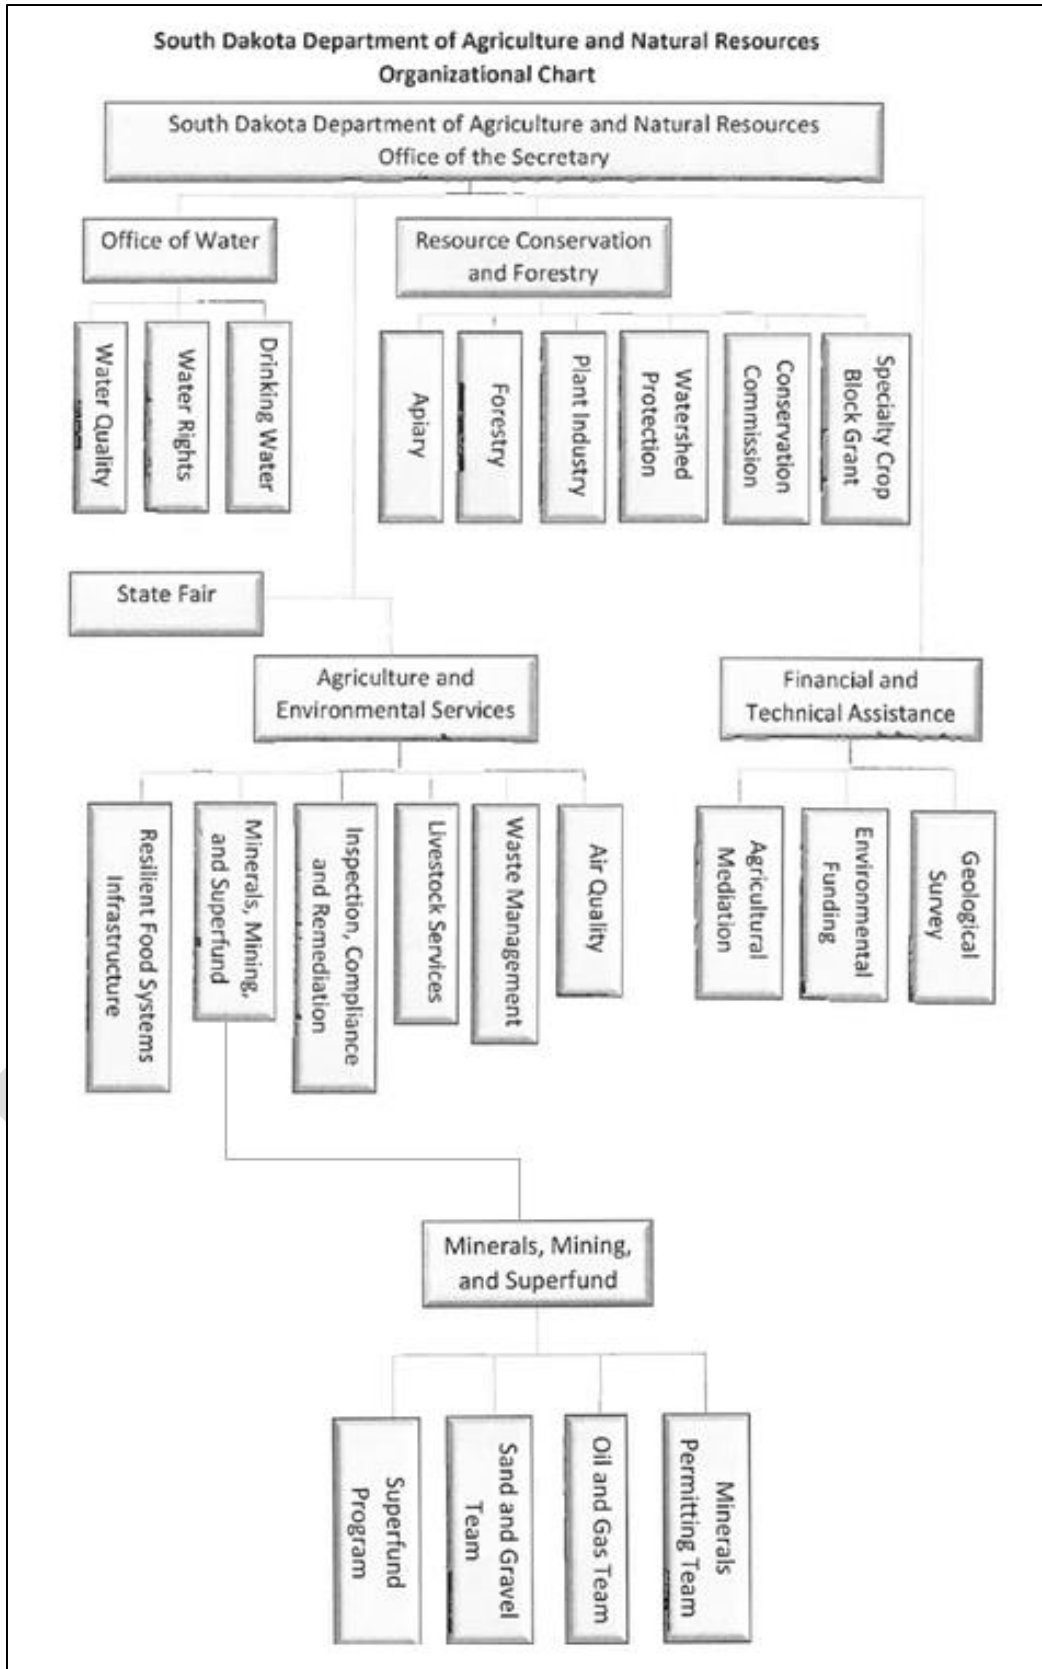 South Dakota Department of Agriculture and Natural Resources
Organizational Chart
South Dakota Department of Agriculture and Natural Resources
Office of the Secretary
Office of Water
Resource Conservation
and Forestry
Water Quality
Water Rights
Drinking Water
Apiary
Forestry
Plant Industry
Watershed
Protection
Conservation
Commission
Specialty Crop
Block Grant
State Fair
Agriculture and
Environmental Services
Financial and
Technical Assistance
Resilient Food Systems
Infrastructure
Minerals, Mining,
and Superfund
Inspection, Compliance
and Remediation
Livestock Services
Waste Management
Air Quality
Agricultural
Mediation
Environmental
Funding
Geological
Survey
Minerals, Mining,
and Superfund
Superfund
Program
Sand and Gravel
Team
Oil and Gas Team
Minerals
Permitting Team